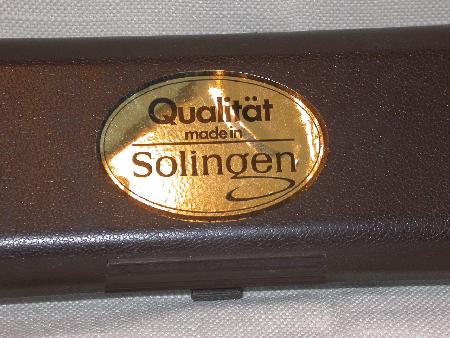 Qualität
made in
Solingen